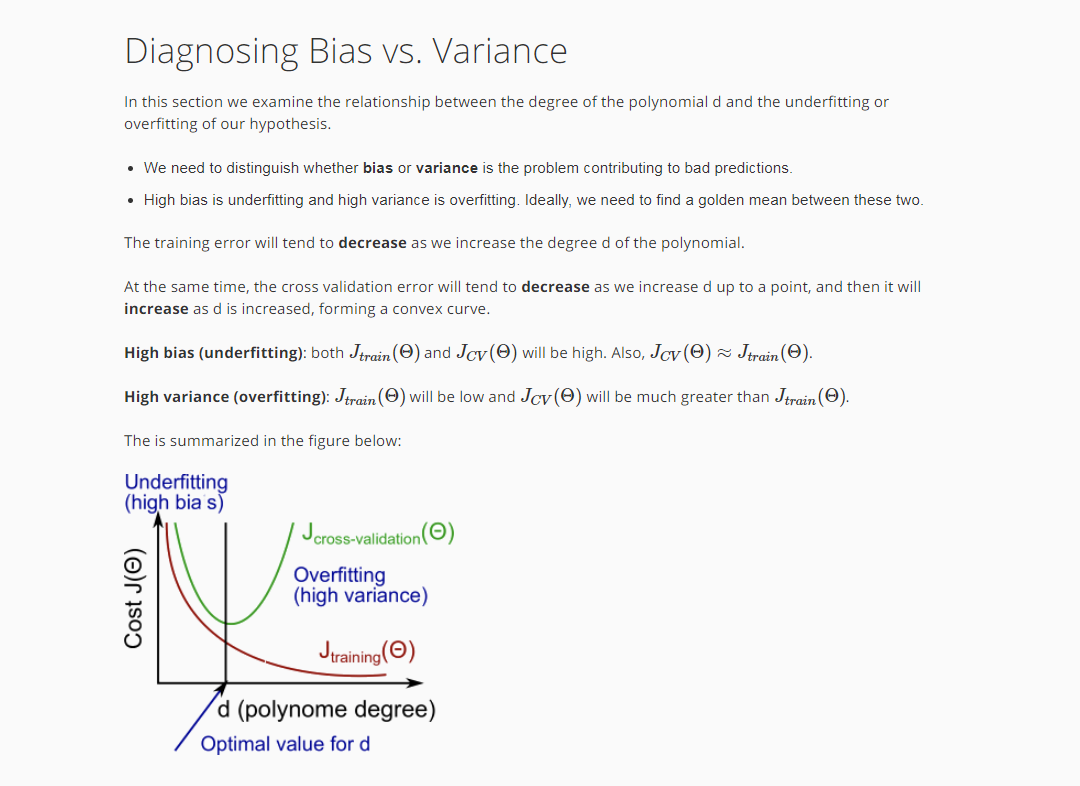 Diagnosing Bias vs. Variance
In this section we examine the relationship between the degree of the polynomial d and the underfitting or
overfitting of our hypothesis.
• We need to distinguish whether bias or variance is the problem contributing to bad predictions.
• High bias is underfitting and high variance is overfitting. Ideally, we need to find a golden mean between these two.
The training error will tend to decrease as we increase the degree d of the polynomial.
At the same time, the cross validation error will tend to decrease as we increase d up to a point, and then it will
increase as d is increased, forming a convex curve.
High bias (underfitting): both J_train(Θ) and J_CV(Θ) will be high. Also, J_CV(Θ) ≈ J_train(Θ).
High variance (overfitting): J_train(Θ) will be low and J_CV(Θ) will be much greater than J_train(Θ).
The is summarized in the figure below:
Underfitting
(high bia s)
J_cross-validation(Θ)
Overfitting
(high variance)
Cost J(Θ)
J_training(Θ)
d (polynome degree)
Optimal value for d